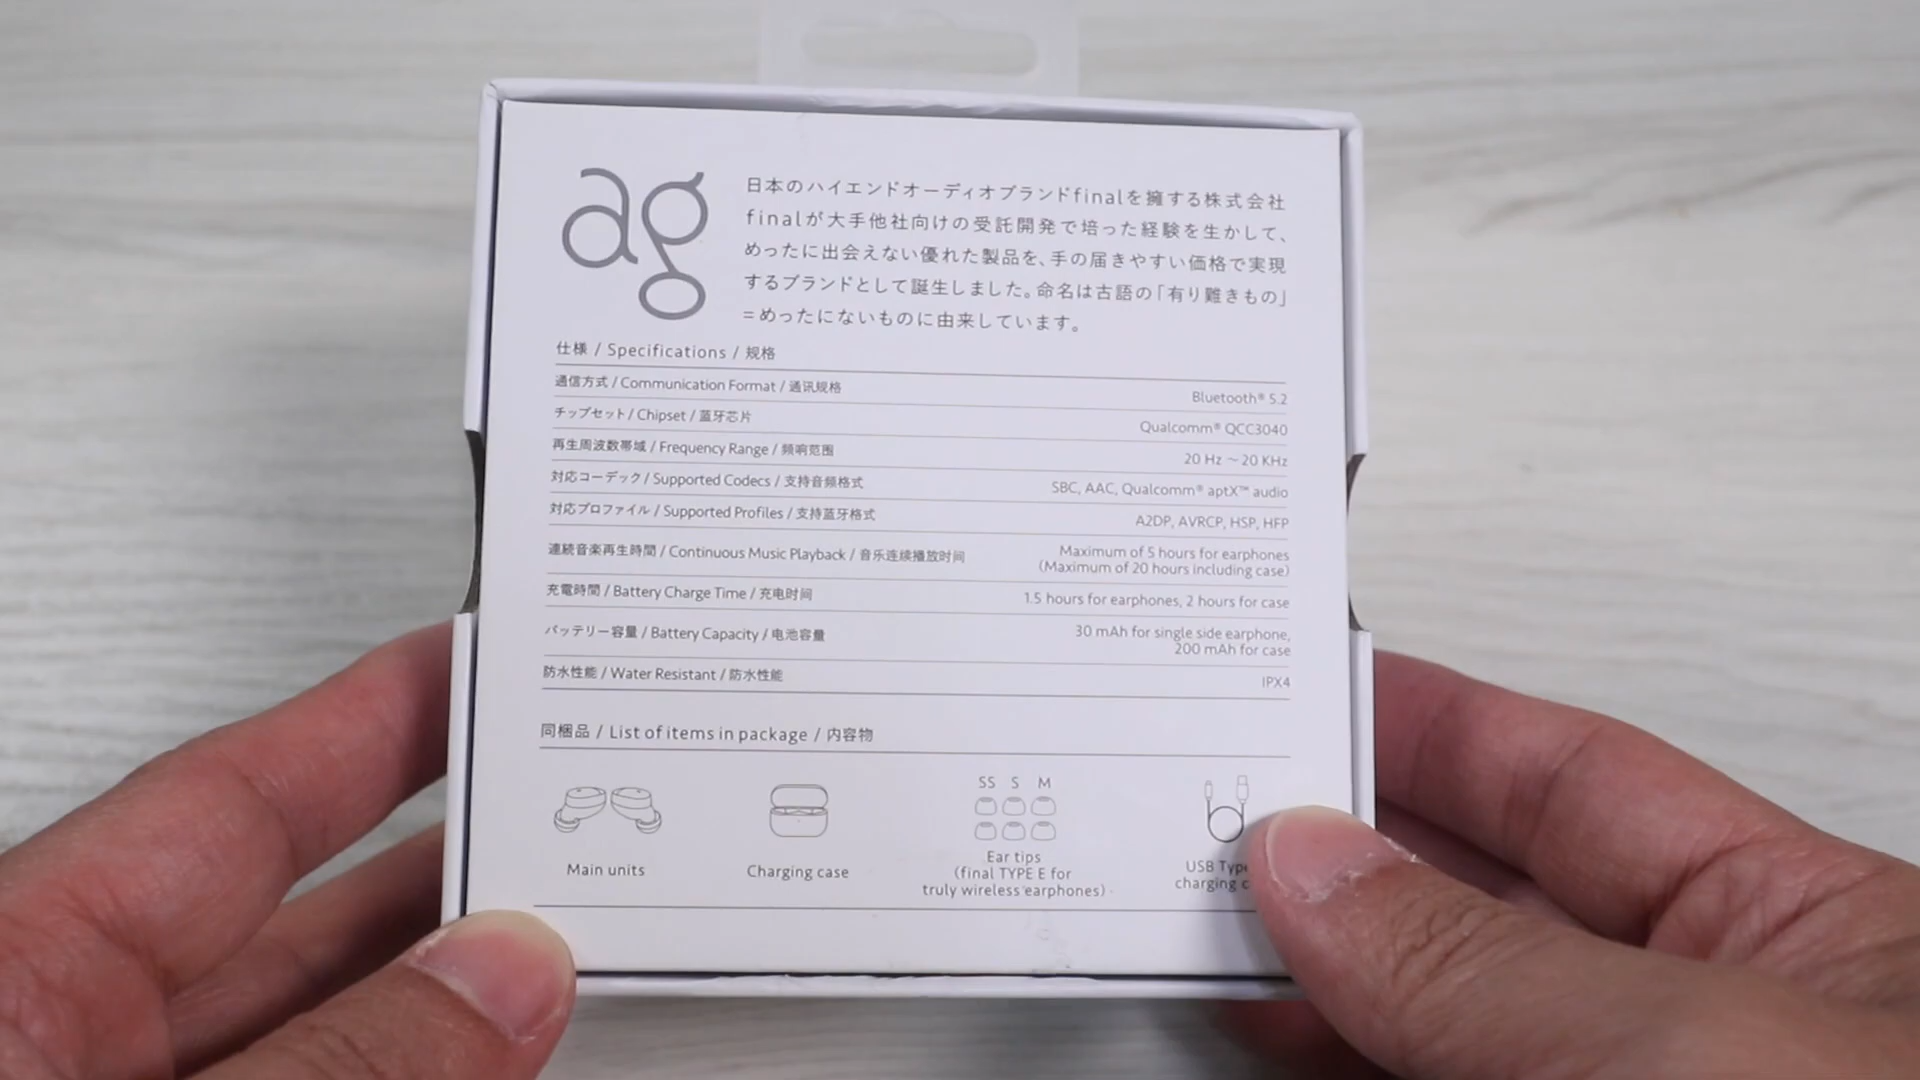 ag
日本のハイエンドオーディオブランドfinalを擁する株式会社
finalが大手他社向けの受託開発で培った経験を生かして、
めったに出会えない優れた製品を、手の届きやすい価格で実現
するブランドとして誕生しました。命名は古語の「有り難きもの」
=めったにないものに由来しています。
仕様 / Specifications / 规格
通信方式 / Communication Format / 通讯规格 Bluetooth® 5.2
チップセット / Chipset / 蓝牙芯片 Qualcomm® QCC3040
再生周波数帯域 / Frequency Range / 频响范围 20 Hz ～ 20 KHz
対応コーデック / Supported Codecs / 支持音频格式 SBC, AAC, Qualcomm® aptX™ audio
対応プロファイル / Supported Profiles / 支持蓝牙格式 A2DP, AVRCP, HSP, HFP
連続音楽再生時間 / Continuous Music Playback / 音乐连续播放时间 Maximum of 5 hours for earphones
(Maximum of 20 hours including case)
充電時間 / Battery Charge Time / 充电时间 1.5 hours for earphones, 2 hours for case
バッテリー容量 / Battery Capacity / 电池容量 30 mAh for single side earphone,
200 mAh for case
防水性能 / Water Resistant / 防水性能 IPX4
同梱品 / List of items in package / 内容物
SS S M
Main units
Charging case
Ear tips
(final TYPE E for
truly wireless earphones)
USB Type
charging